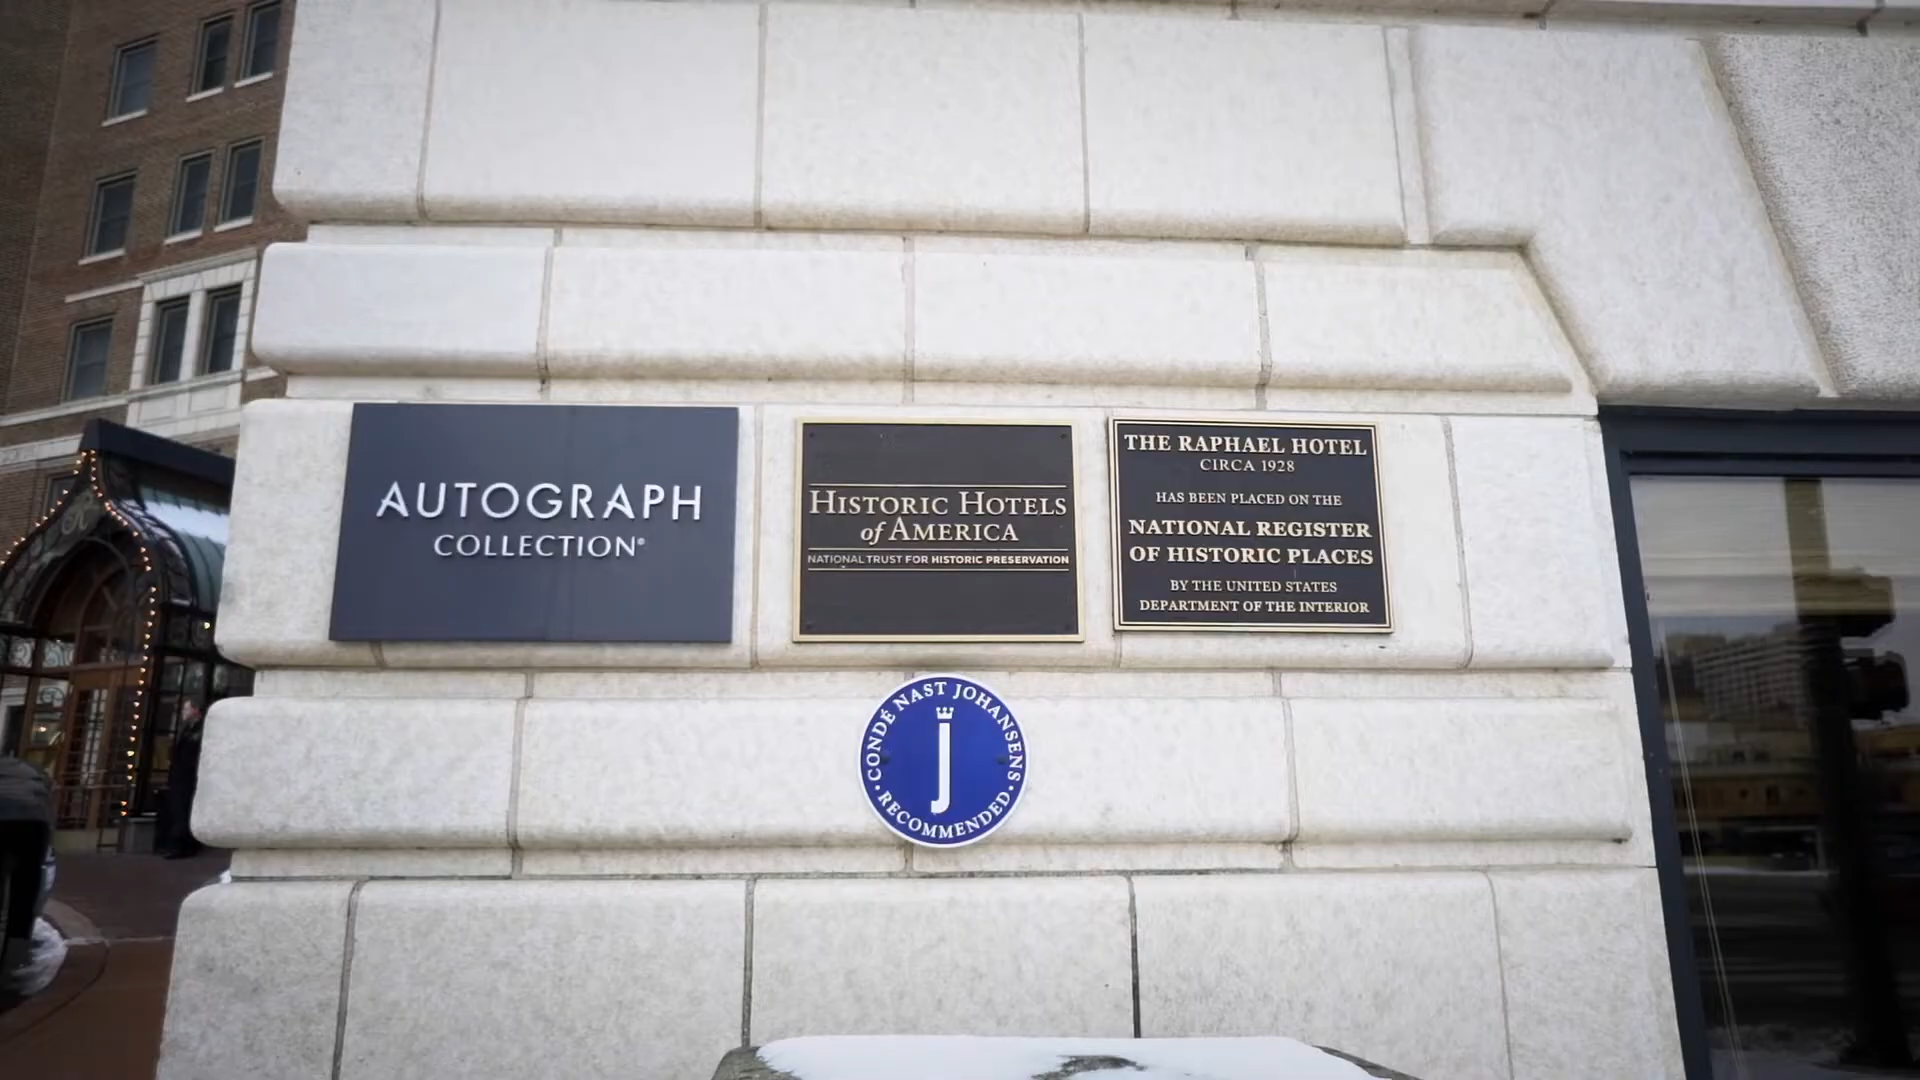 AUTOGRAPH
COLLECTION®
HISTORIC HOTELS
of AMERICA
NATIONAL TRUST FOR HISTORIC PRESERVATION
THE RAPHAEL HOTEL
CIRCA 1928
HAS BEEN PLACED ON THE
NATIONAL REGISTER
OF HISTORIC PLACES
BY THE UNITED STATES
DEPARTMENT OF THE INTERIOR
CONDÉ NAST JOHANSENS
J
• RECOMMENDED •